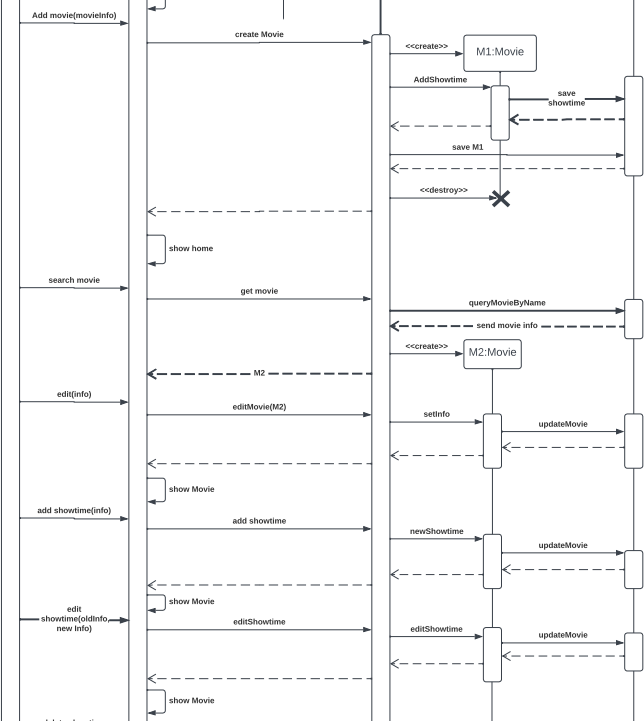 Add movie(movieInfo)
create Movie
<<create>>
M1:Movie
AddShowtime
save
showtime
save M1
<<destroy>>
show home
search movie
get movie
queryMovieByName
send movie info
<<create>>
M2:Movie
M2
edit(info)
editMovie(M2)
setInfo
updateMovie
show Movie
add showtime(info)
add showtime
newShowtime
updateMovie
show Movie
edit
showtime(oldInfo,
new Info)
editShowtime
editShowtime
updateMovie
show Movie